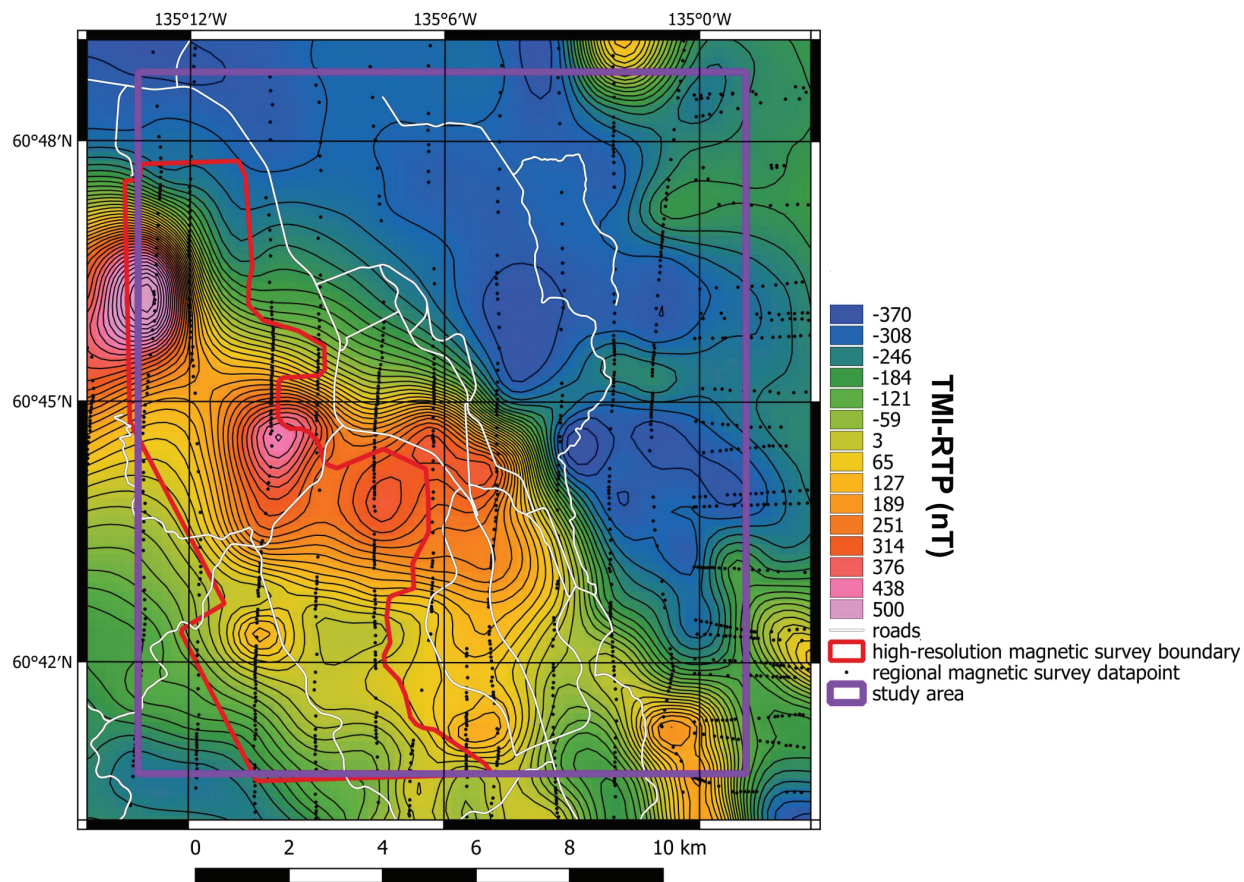 135°12’W 135°6’W 135°0’W
60°48’N
60°45’N
60°42’N
-370
-308
-246
-184
-121
-59
3
65
127
189
251
314
376
438
500
TMI-RTP (nT)
roads
high-resolution magnetic survey boundary
regional magnetic survey datapoint
study area
0 2 4 6 8 10 km